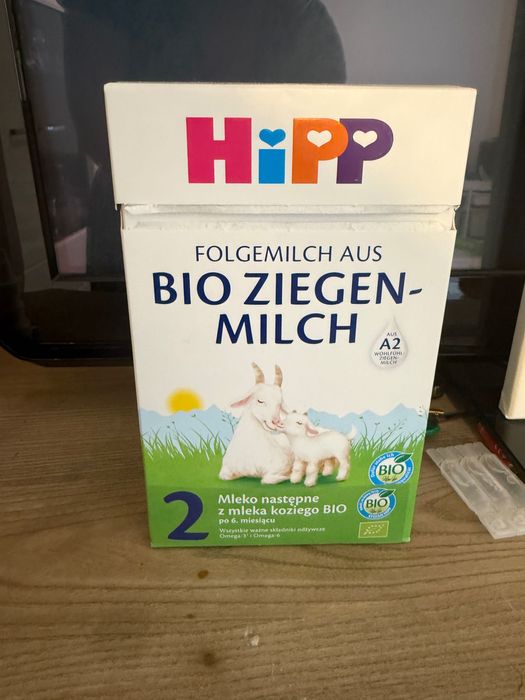 HiPP
FOLGEMILCH AUS
BIO ZIEGEN-
MILCH
AUS
A2
WOHLFÜHL
ZIEGEN-
MILCH
BIO
2
Mleko następne
z mleka koziego BIO
po 6. miesiącu
Wszystkie ważne składniki odżywcze
Omega-3¹ i Omega-6
BIO